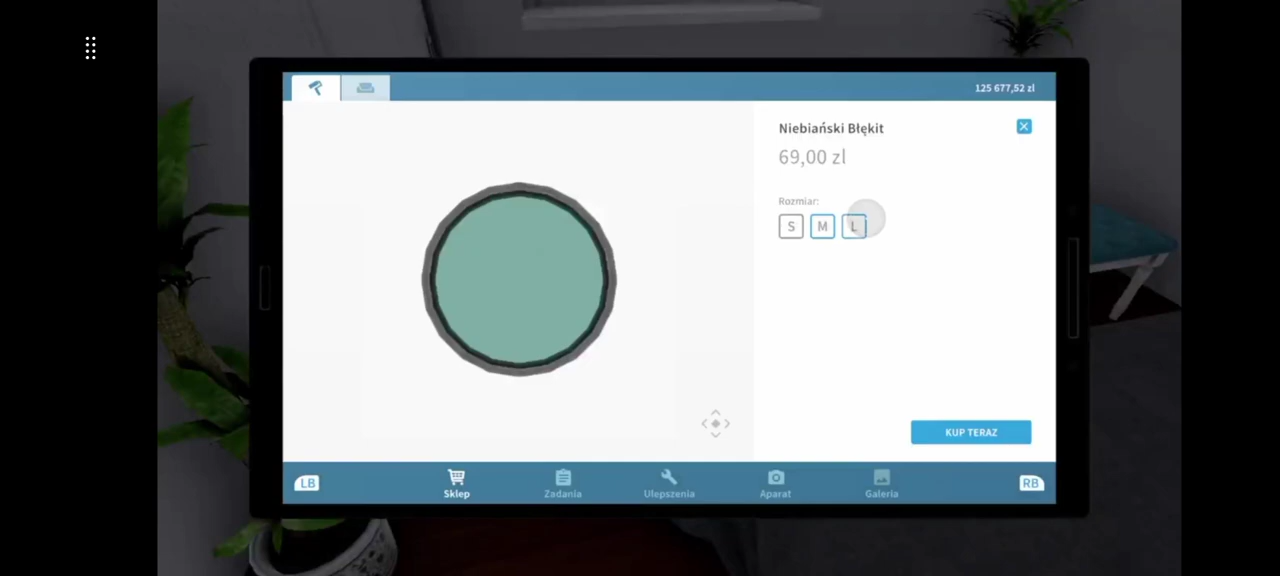 125 677,52 zl
Niebiański Błękit
69,00 zl
Rozmiar:
S M L
KUP TERAZ
LB
Sklep
Zadania
Ulepszenia
Aparat
Galeria
RB